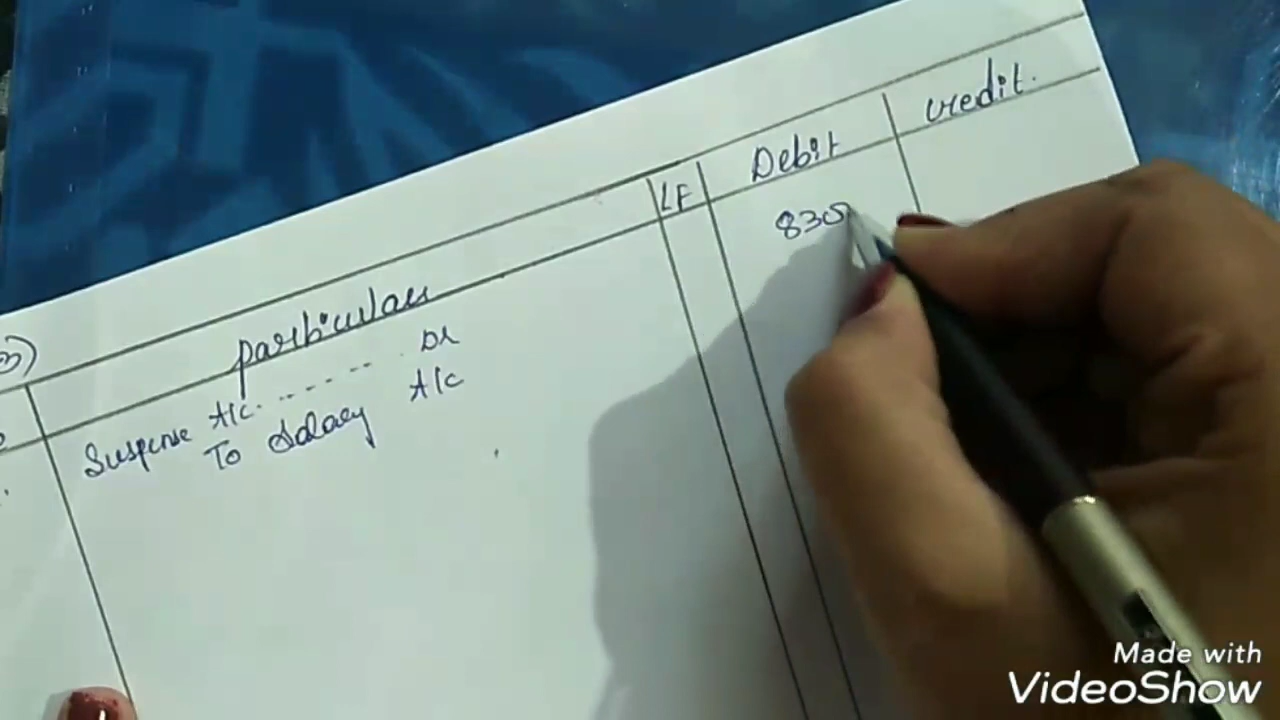 credit.
Debit
LF
particulars
Suspense A/c. ------- Dr
To Salary A/c
830
Made with
VideoShow